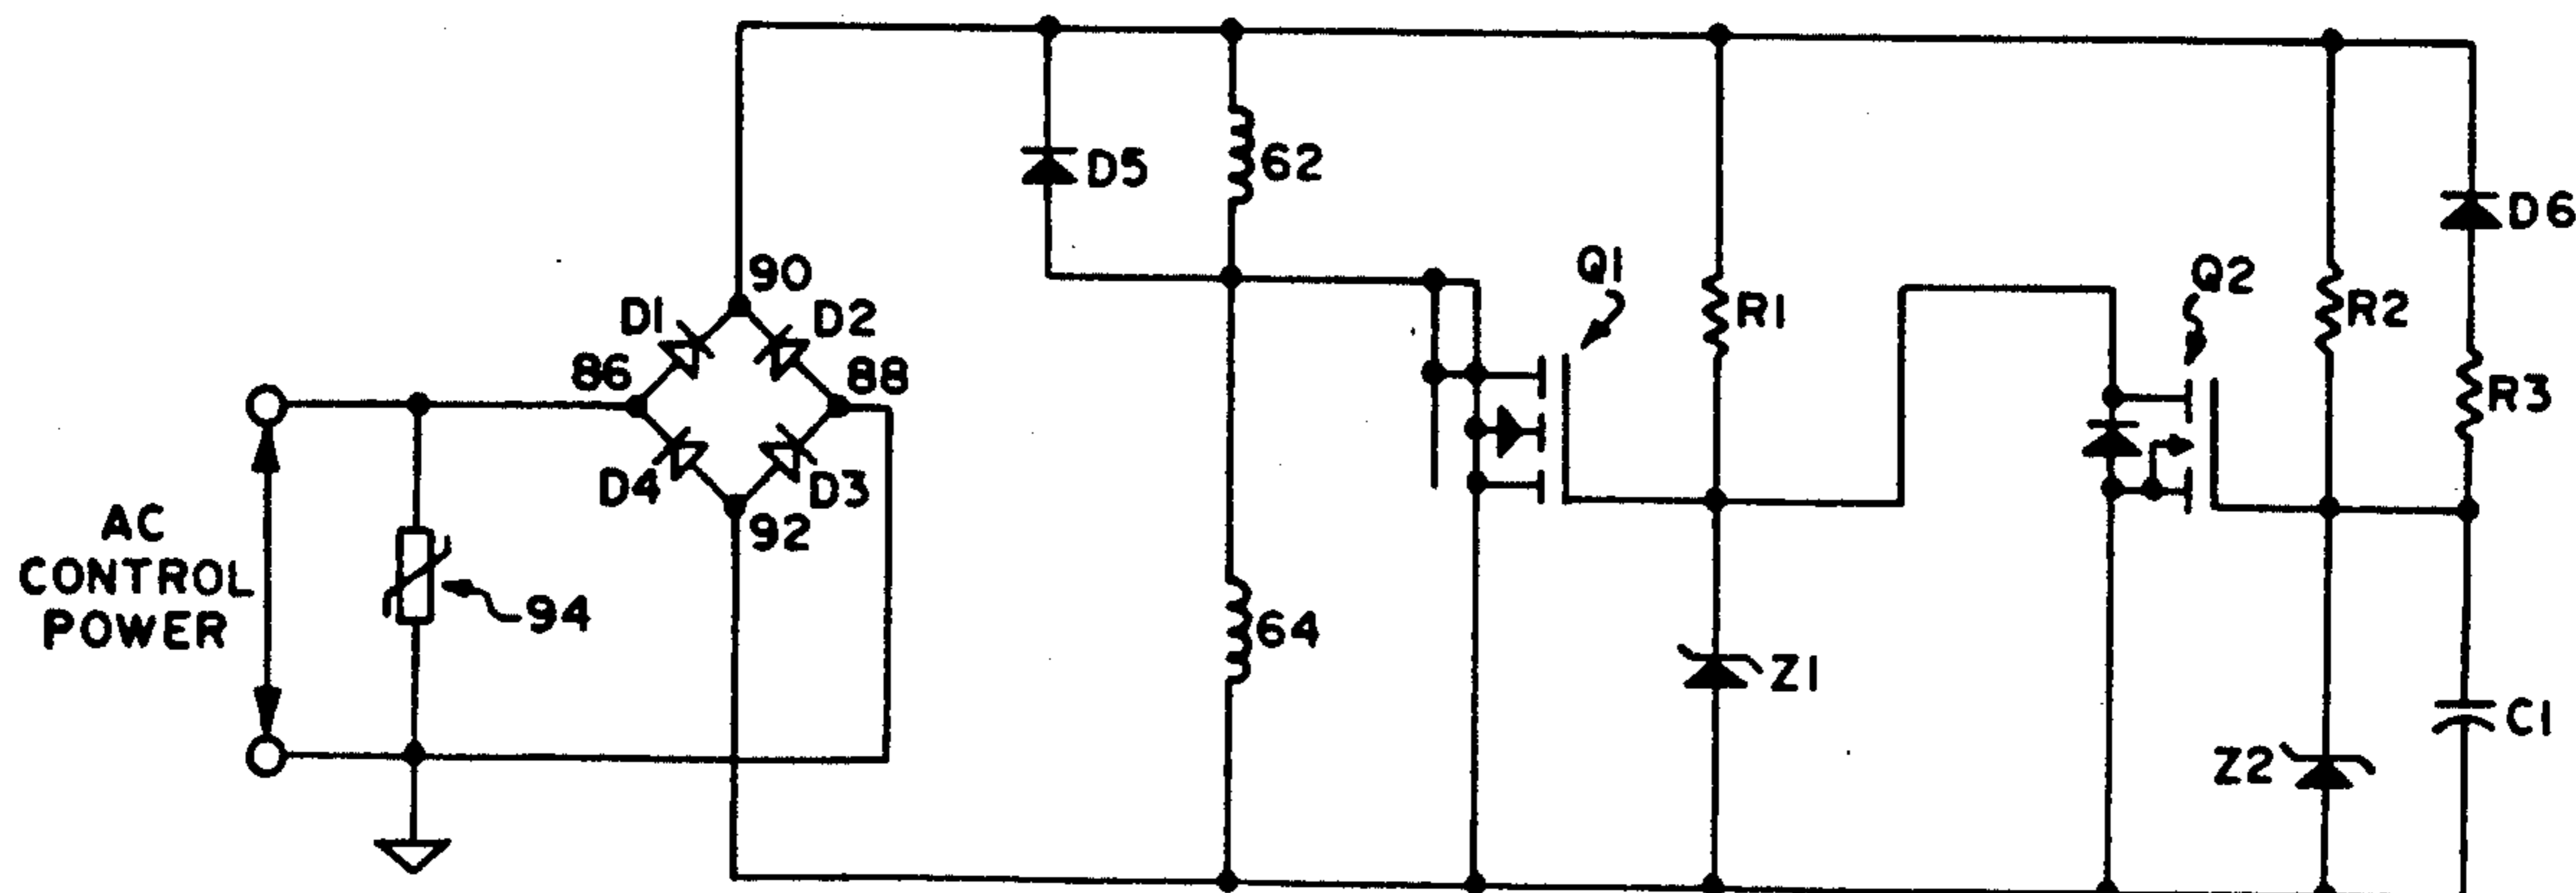 D5
62
D6
90
Q1
Q2
D1
D2
R1
R2
86
88
R3
D4
D3
92
AC
CONTROL
POWER
94
64
Z1
Z2
C1